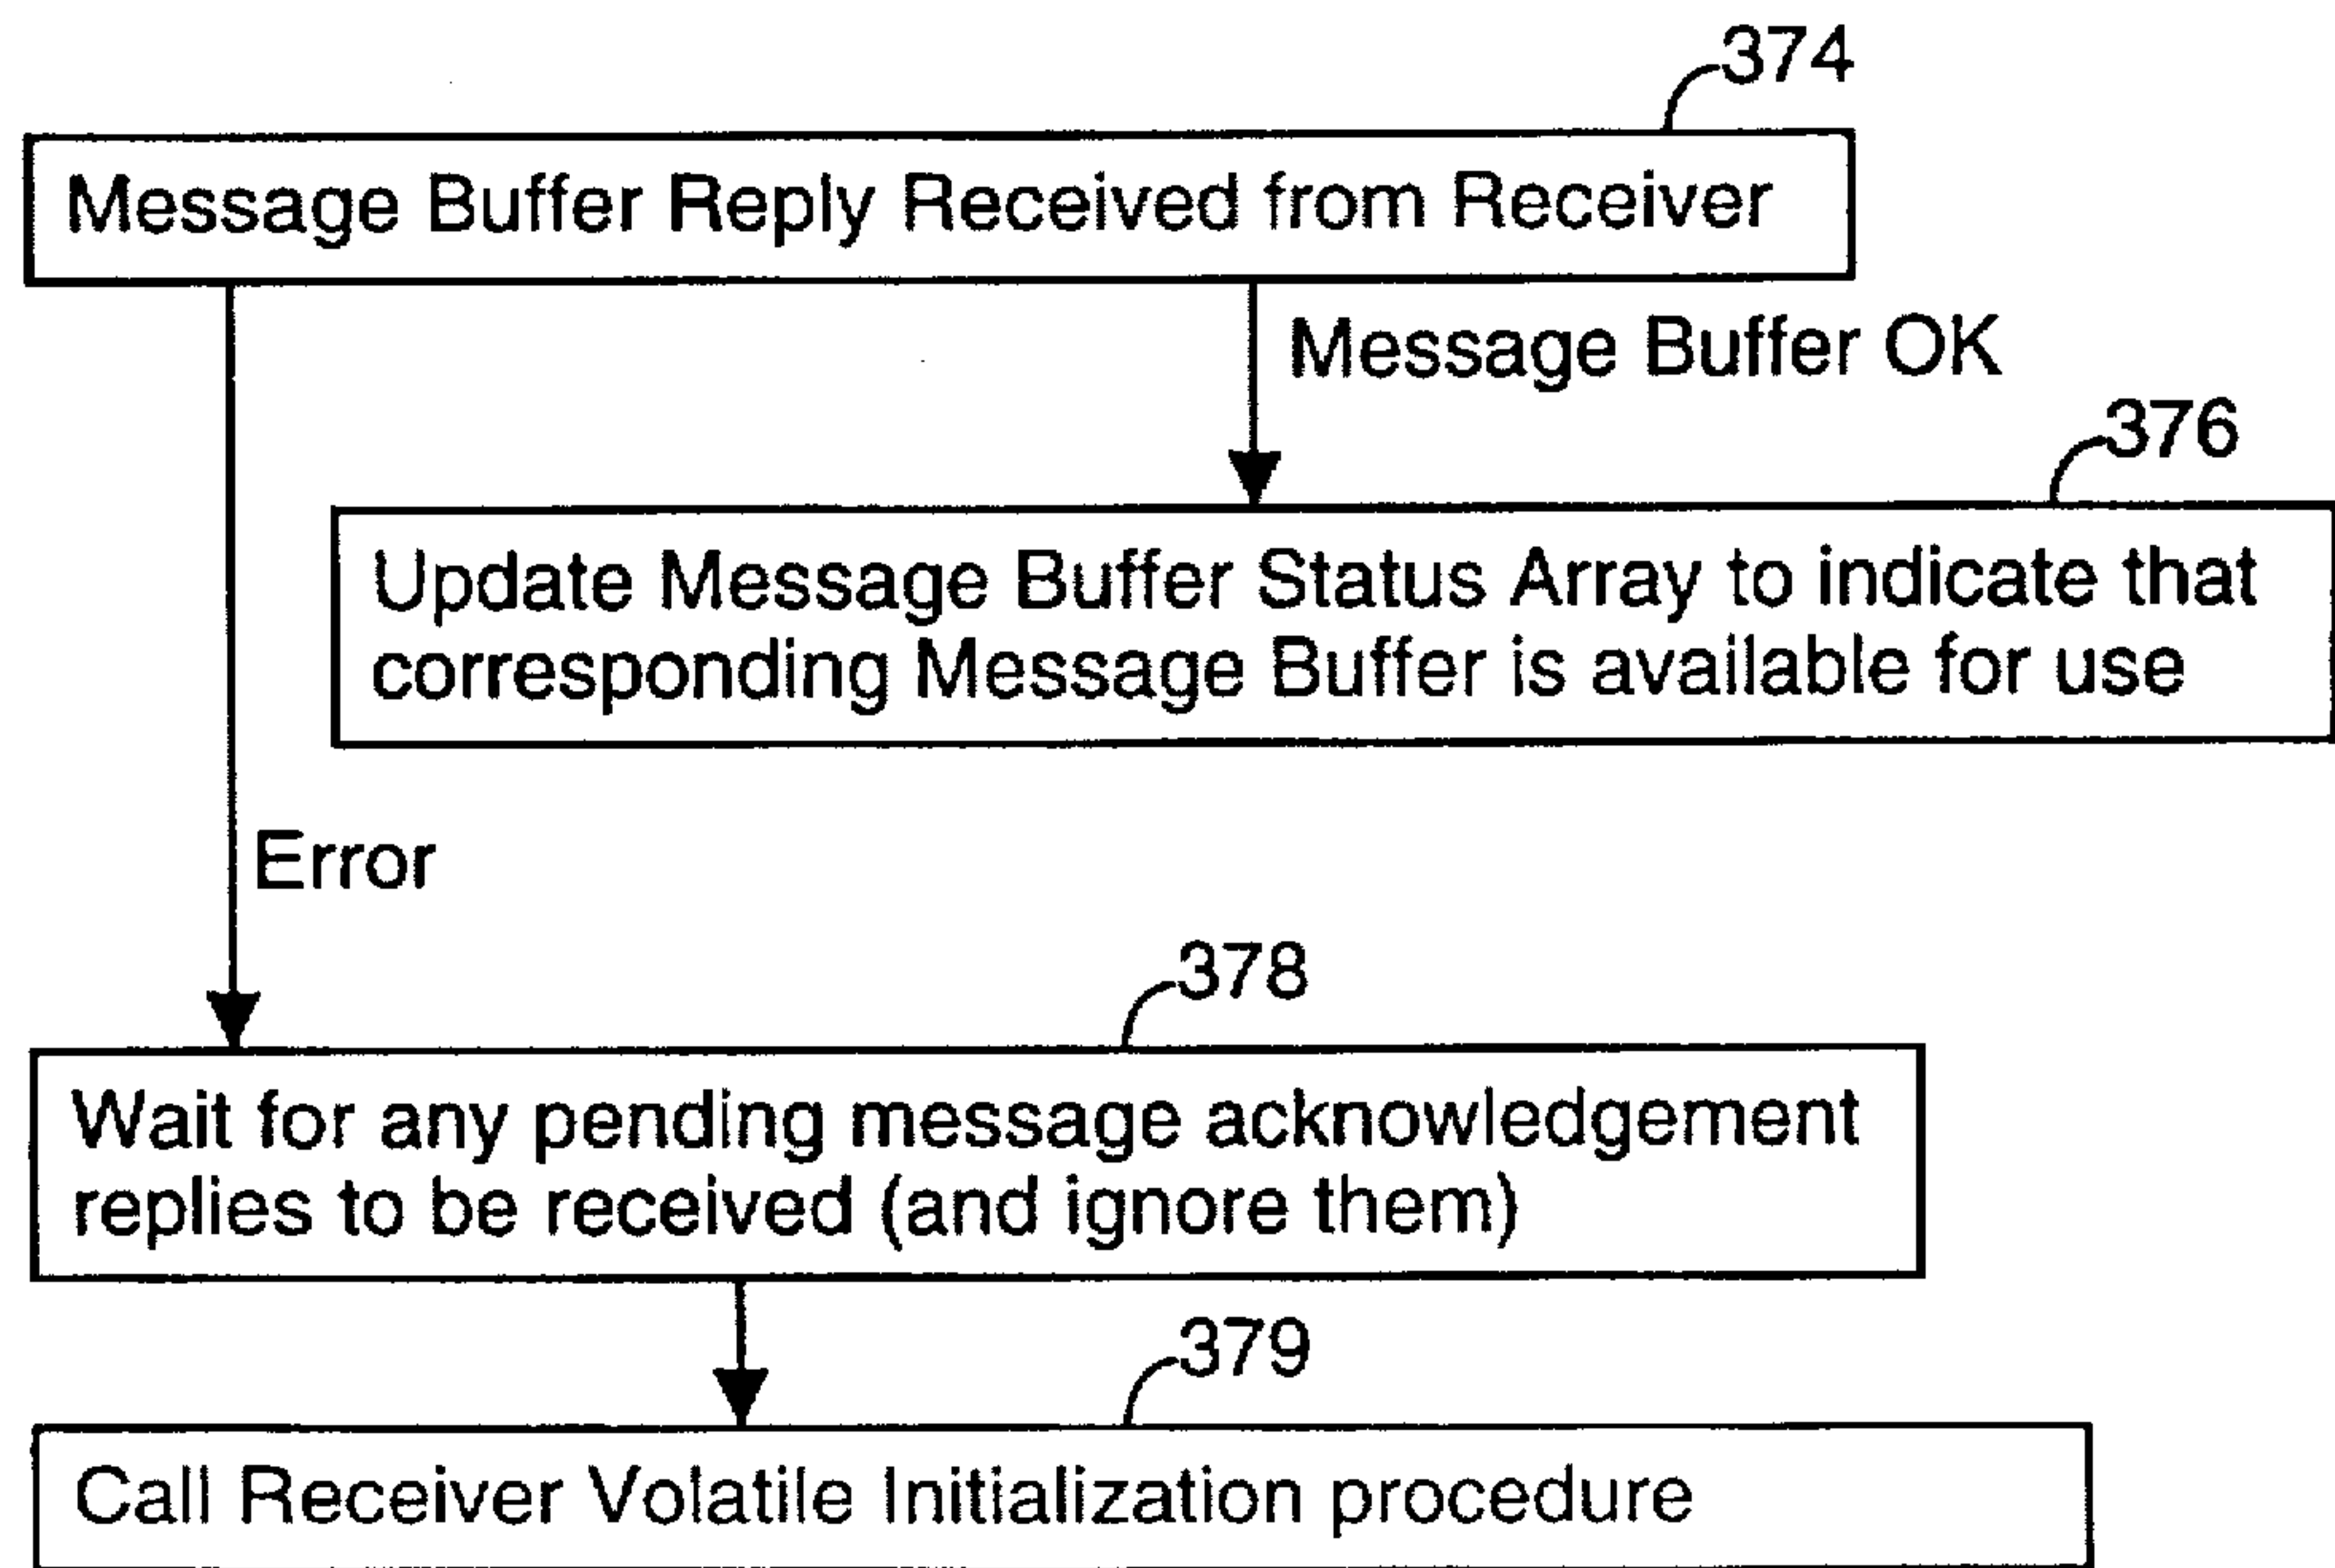 374
Message Buffer Reply Received from Receiver
Message Buffer OK
376
Update Message Buffer Status Array to indicate that
corresponding Message Buffer is available for use
Error
378
Wait for any pending message acknowledgement
replies to be received (and ignore them)
379
Call Receiver Volatile Initialization procedure